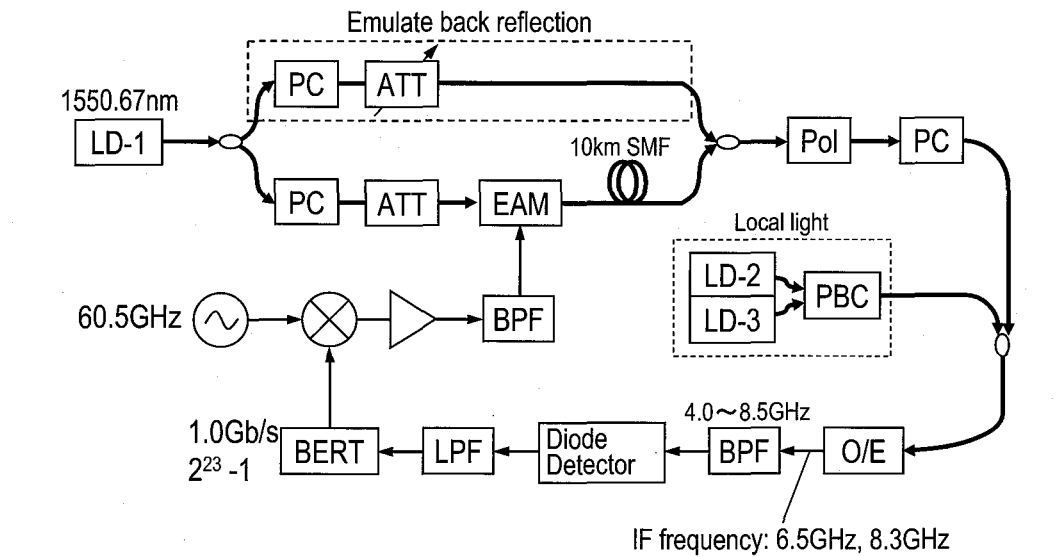 Emulate back reflection
1550.67nm
LD-1
PC
ATT
10km SMF
Pol
PC
PC
ATT
EAM
Local light
LD-2
LD-3
PBC
60.5GHz
BPF
4.0～8.5GHz
1.0Gb/s
2²³ -1
BERT
LPF
Diode
Detector
BPF
O/E
IF frequency: 6.5GHz, 8.3GHz